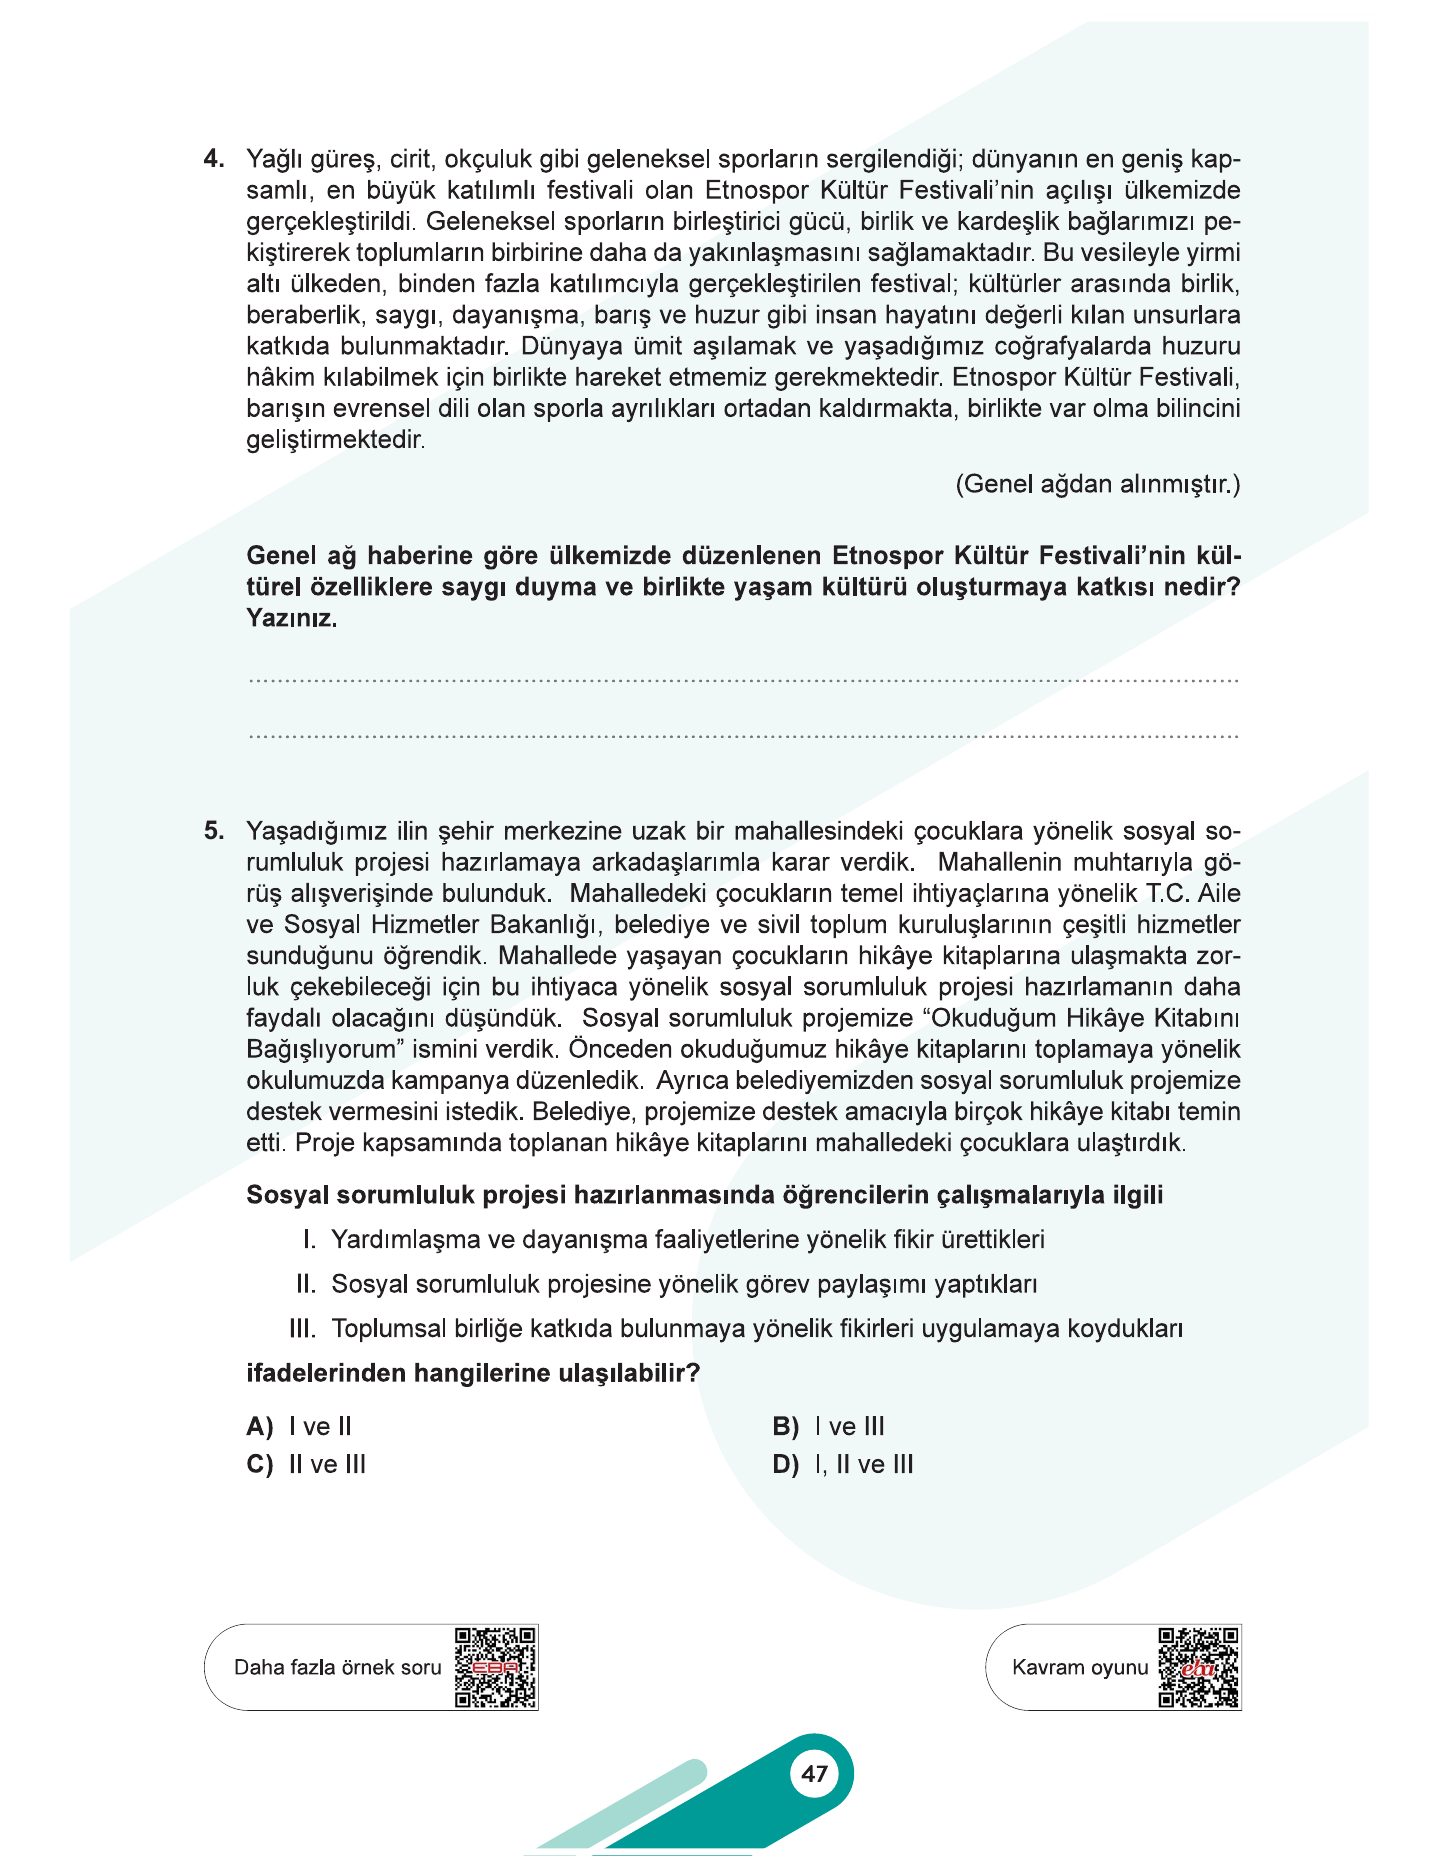 4. Yağlı güreş, cirit, okçuluk gibi geleneksel sporların sergilendiği; dünyanın en geniş kap-
samlı, en büyük katılımlı festivali olan Etnospor Kültür Festivali’nin açılışı ülkemizde
gerçekleştirildi. Geleneksel sporların birleştirici gücü, birlik ve kardeşlik bağlarımızı pe-
kiştirerek toplumların birbirine daha da yakınlaşmasını sağlamaktadır. Bu vesileyle yirmi
altı ülkeden, binden fazla katılımcıyla gerçekleştirilen festival; kültürler arasında birlik,
beraberlik, saygı, dayanışma, barış ve huzur gibi insan hayatını değerli kılan unsurlara
katkıda bulunmaktadır. Dünyaya ümit aşılamak ve yaşadığımız coğrafyalarda huzuru
hâkim kılabilmek için birlikte hareket etmemiz gerekmektedir. Etnospor Kültür Festivali,
barışın evrensel dili olan sporla ayrılıkları ortadan kaldırmakta, birlikte var olma bilincini
geliştirmektedir.
(Genel ağdan alınmıştır.)
Genel ağ haberine göre ülkemizde düzenlenen Etnospor Kültür Festivali’nin kül-
türel özelliklere saygı duyma ve birlikte yaşam kültürü oluşturmaya katkısı nedir?
Yazınız.
5. Yaşadığımız ilin şehir merkezine uzak bir mahallesindeki çocuklara yönelik sosyal so-
rumluluk projesi hazırlamaya arkadaşlarımla karar verdik. Mahallenin muhtarıyla gö-
rüş alışverişinde bulunduk. Mahalledeki çocukların temel ihtiyaçlarına yönelik T.C. Aile
ve Sosyal Hizmetler Bakanlığı, belediye ve sivil toplum kuruluşlarının çeşitli hizmetler
sunduğunu öğrendik. Mahallede yaşayan çocukların hikâye kitaplarına ulaşmakta zor-
luk çekebileceği için bu ihtiyaca yönelik sosyal sorumluluk projesi hazırlamanın daha
faydalı olacağını düşündük. Sosyal sorumluluk projemize “Okuduğum Hikâye Kitabını
Bağışlıyorum” ismini verdik. Önceden okuduğumuz hikâye kitaplarını toplamaya yönelik
okulumuzda kampanya düzenledik. Ayrıca belediyemizden sosyal sorumluluk projemize
destek vermesini istedik. Belediye, projemize destek amacıyla birçok hikâye kitabı temin
etti. Proje kapsamında toplanan hikâye kitaplarını mahalledeki çocuklara ulaştırdık.
Sosyal sorumluluk projesi hazırlanmasında öğrencilerin çalışmalarıyla ilgili
I. Yardımlaşma ve dayanışma faaliyetlerine yönelik fikir ürettikleri
II. Sosyal sorumluluk projesine yönelik görev paylaşımı yaptıkları
III. Toplumsal birliğe katkıda bulunmaya yönelik fikirleri uygulamaya koydukları
ifadelerinden hangilerine ulaşılabilir?
A) I ve II
B) I ve III
C) II ve III
D) I, II ve III
Daha fazla örnek soru
EBA
Kavram oyunu
eba
47